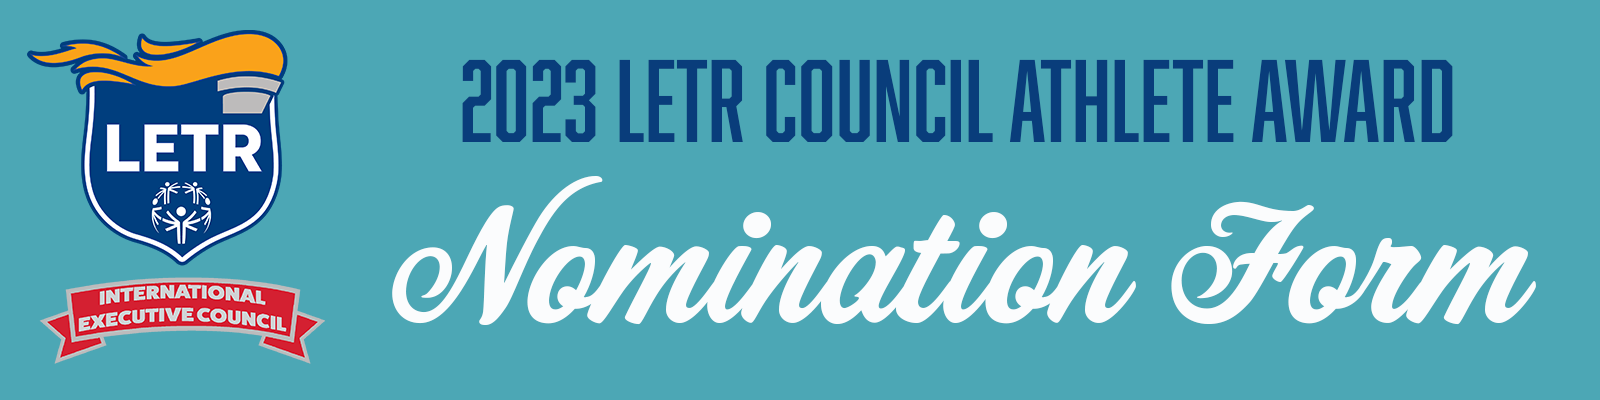 LETR
INTERNATIONAL
EXECUTIVE COUNCIL
2023 LETR COUNCIL ATHLETE AWARD
Nomination Form